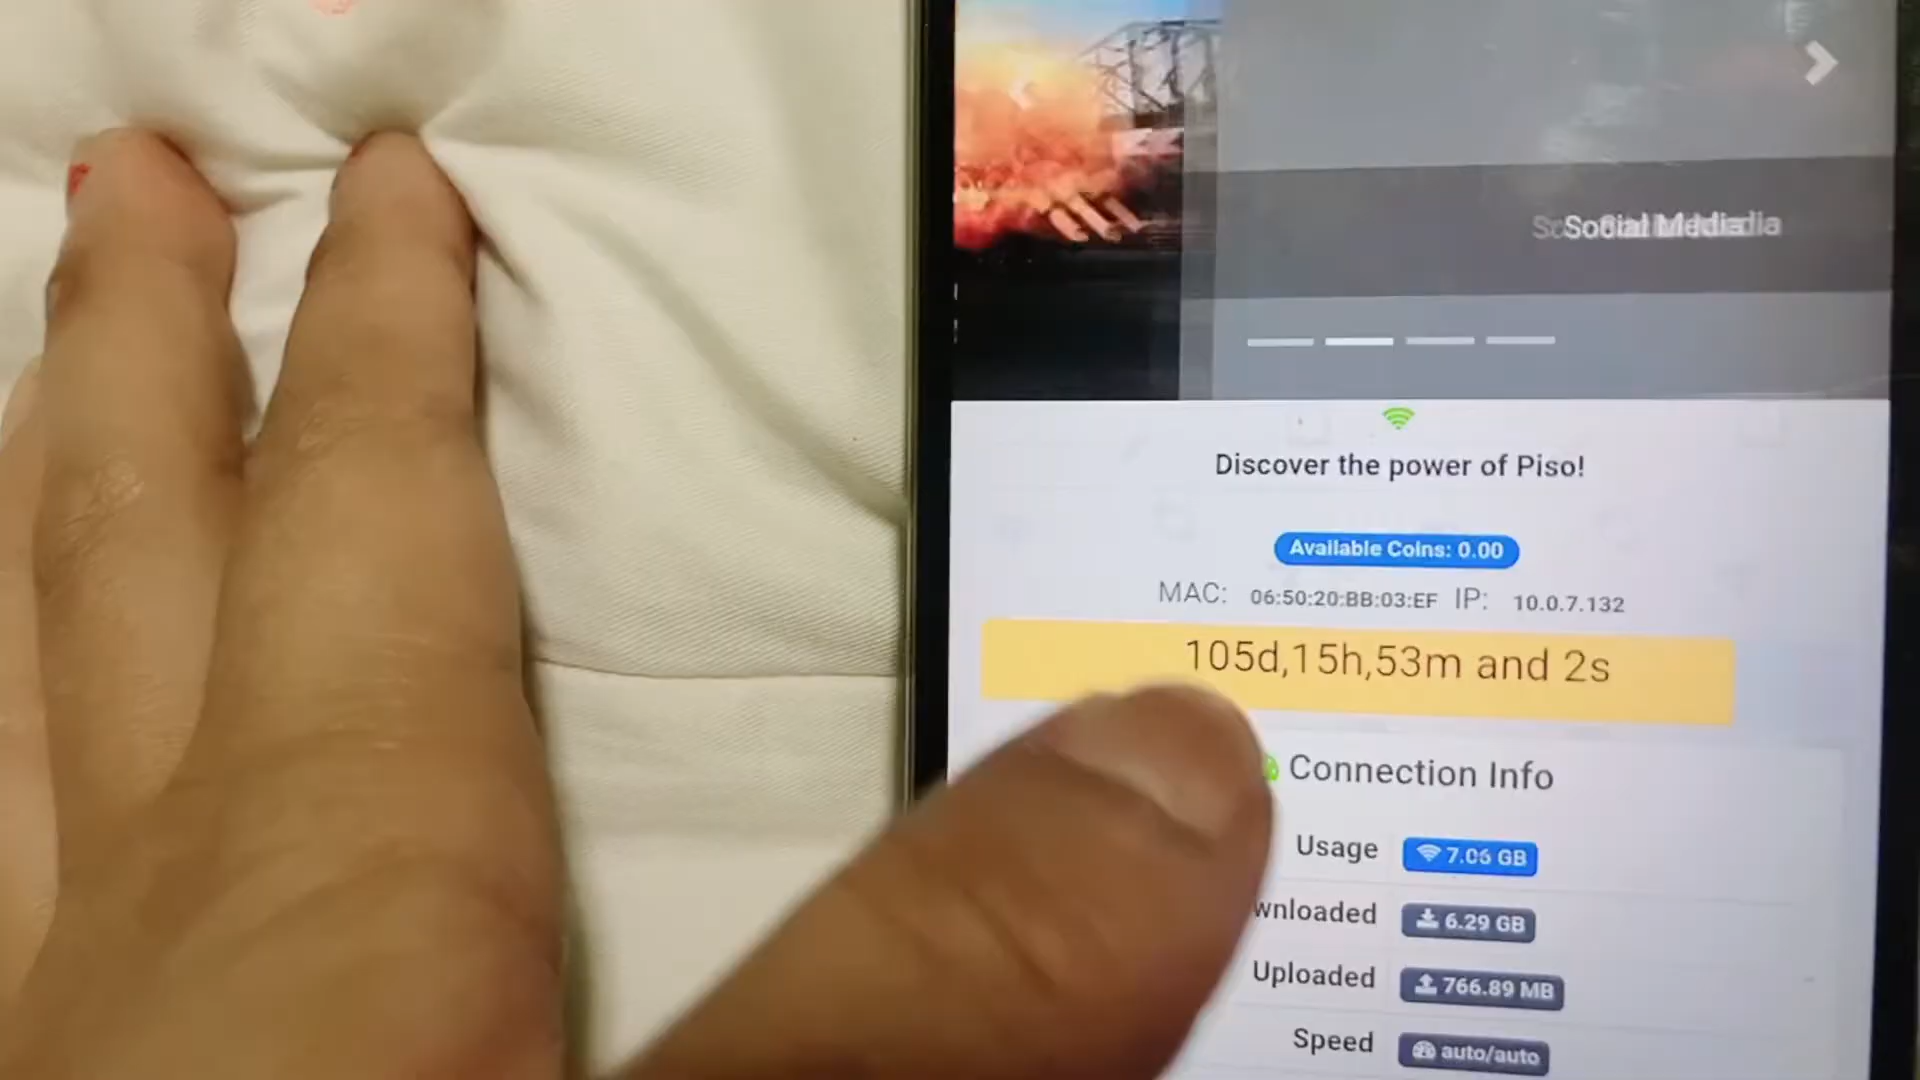 Social Media
Discover the power of Piso!
Available Coins: 0.00
MAC: 06:50:20:BB:03:EF IP: 10.0.7.132
105d,15h,53m and 2s
Connection Info
Usage 7.06 GB
wnloaded 6.29 GB
Uploaded 766.89 MB
Speed auto/auto